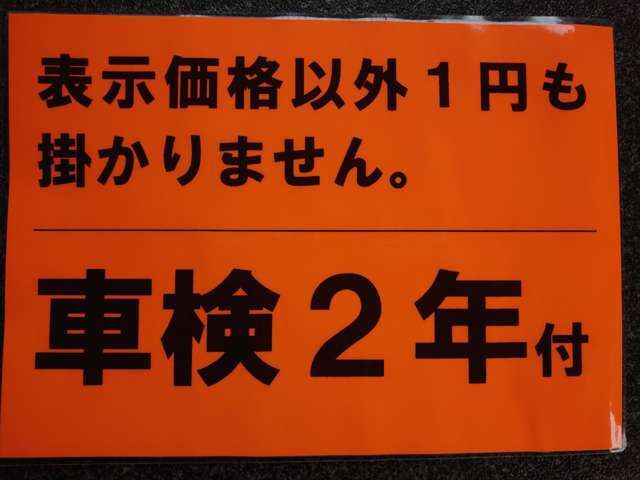 表示価格以外１円も
掛かりません。
車検２年付